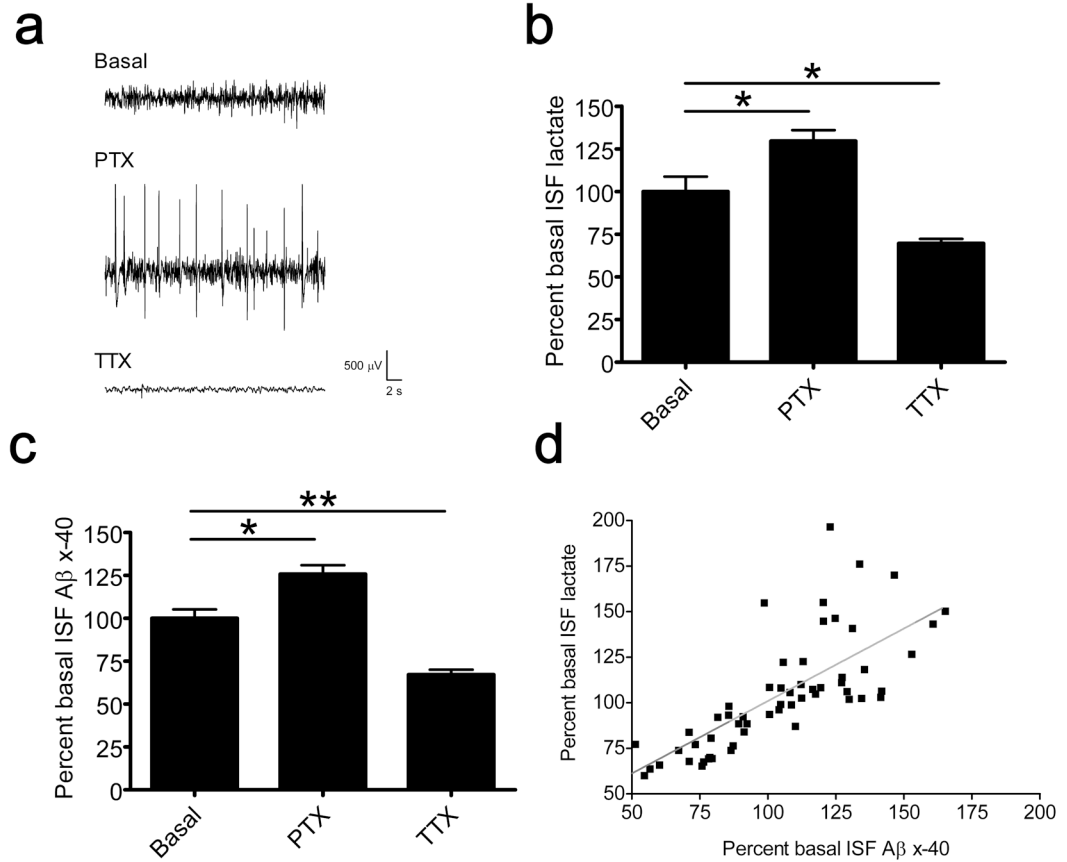 a
Basal
PTX
TTX
500 μV
2 s
b
Percent basal ISF lactate
150
125
100
75
50
25
0
*
*
Basal
PTX
TTX
c
Percent basal ISF Aβ x-40
150
125
100
75
50
25
0
**
*
Basal
PTX
TTX
d
Percent basal ISF lactate
200
175
150
125
100
75
50
50
75
100
125
150
175
200
Percent basal ISF Aβ x-40